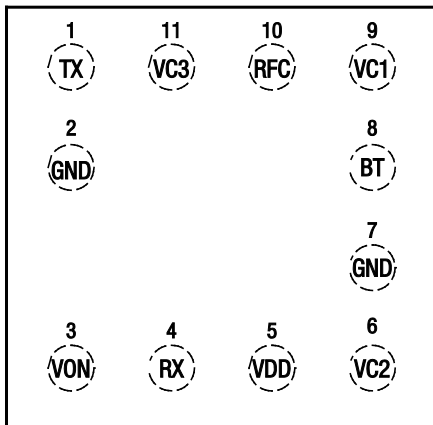 1 11 10 9
TX VC3 RFC VC1
2 8
GND BT
7
GND
3 4 5 6
VON RX VDD VC2